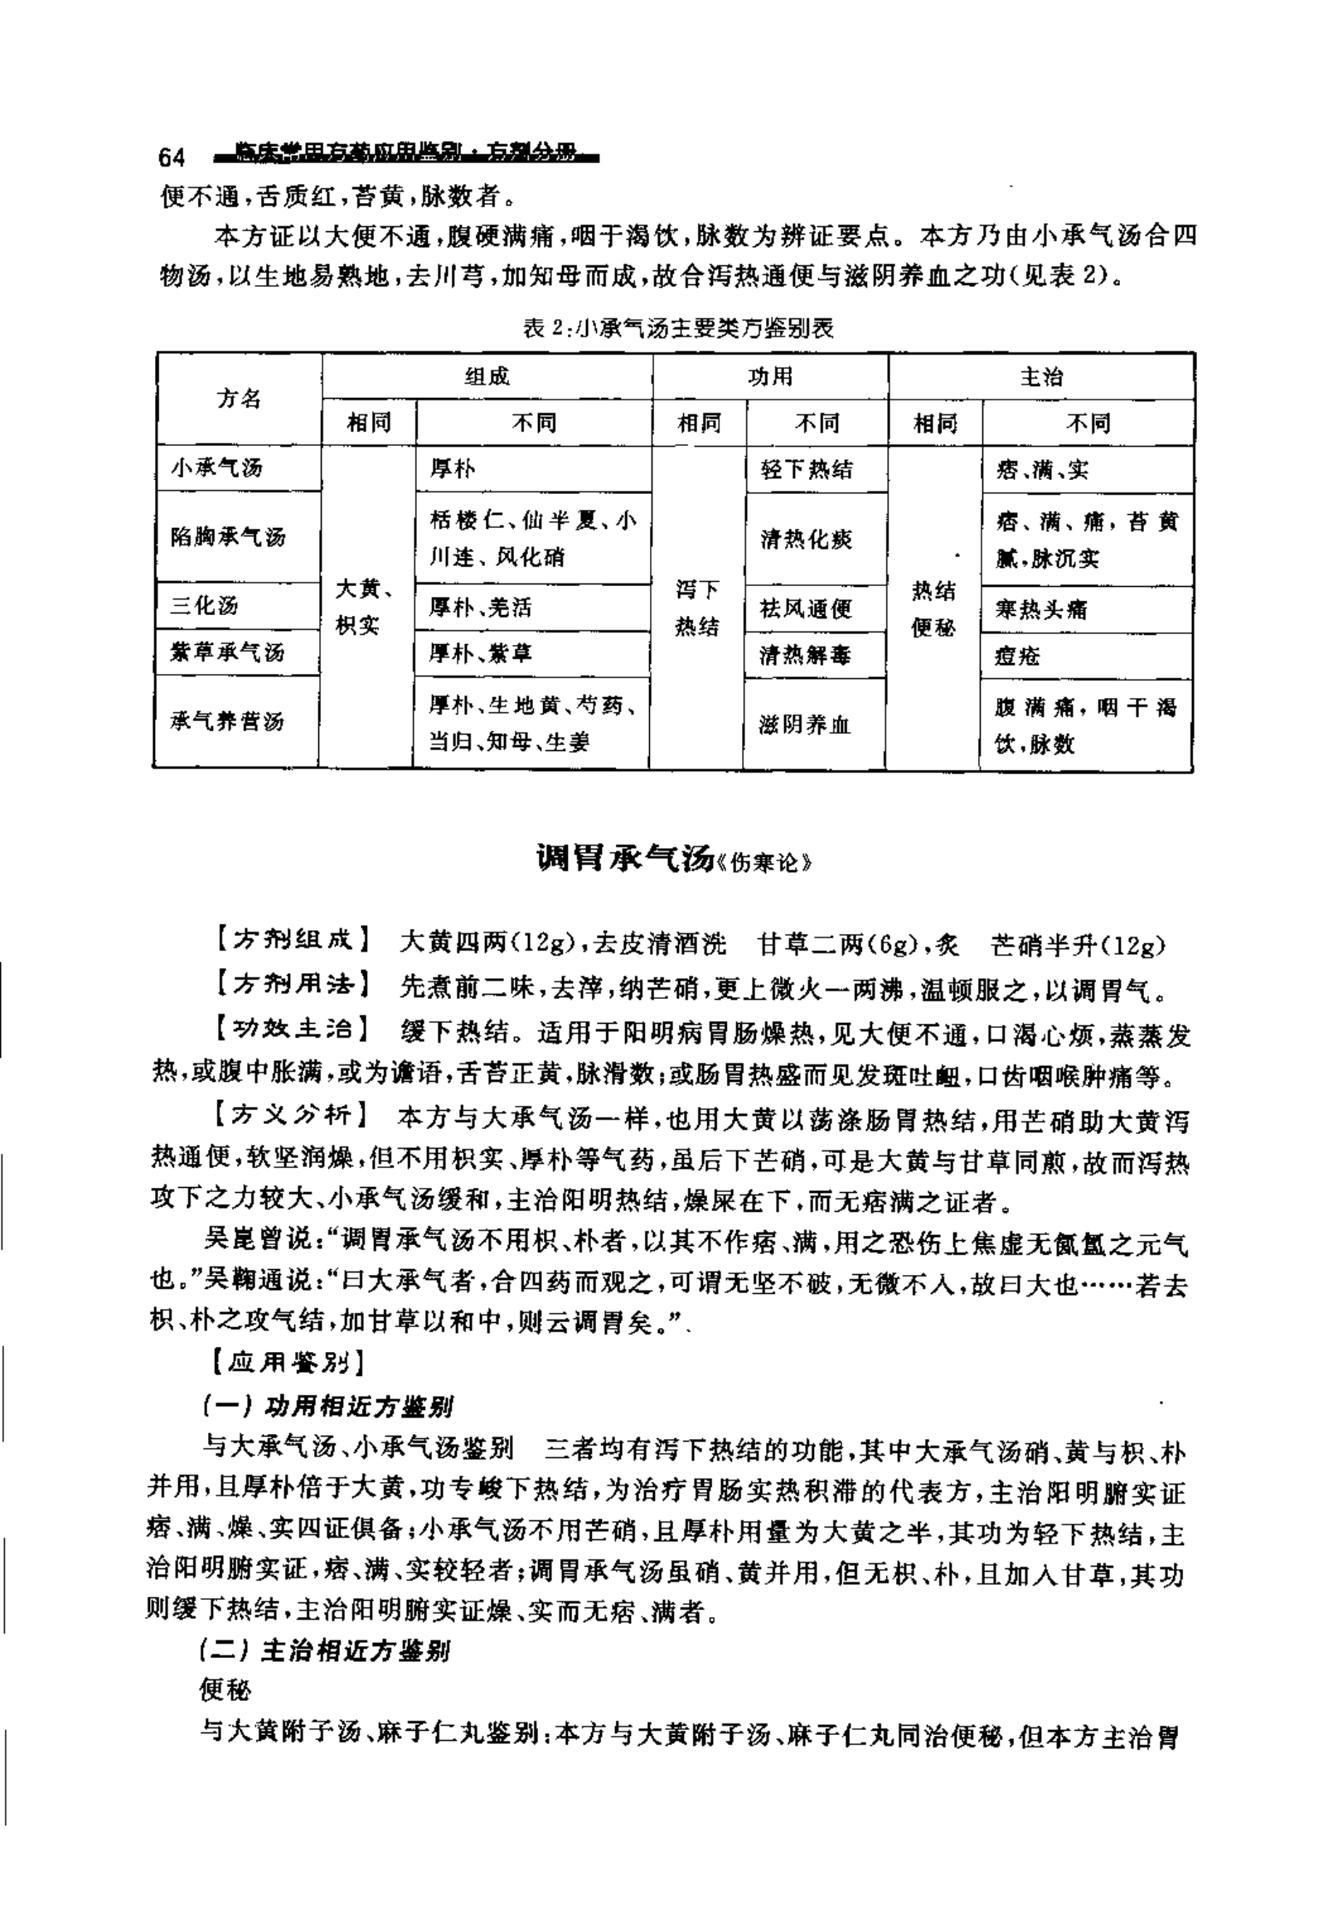 64 临床常用方药应用鉴别·方剂分册
便不通,舌质红,苔黄,脉数者。
本方证以大便不通,腹硬满痛,咽干渴饮,脉数为辨证要点。本方乃由小承气汤合四
物汤,以生地易熟地,去川芎,加知母而成,故合泻热通便与滋阴养血之功(见表2)。
表2:小承气汤主要类方鉴别表
方名 组成 功用 主治
相同 不同 相同 不同 相同 不同
小承气汤 厚朴 轻下热结 痞、满、实
陷胸承气汤 栝楼仁、仙半夏、小 清热化痰 痞、满、痛,苔黄
川连、风化硝 腻,脉沉实
大黄、 泻下 热结
枳实 热结 便秘
三化汤 厚朴、羌活 祛风通便 寒热头痛
紫草承气汤 厚朴、紫草 清热解毒 痘疮
承气养营汤 厚朴、生地黄、芍药、 滋阴养血 腹满痛,咽干渴
当归、知母、生姜 饮,脉数
调胃承气汤《伤寒论》
【方剂组成】 大黄四两(12g),去皮清酒洗 甘草二两(6g),炙 芒硝半升(12g)
【方剂用法】 先煮前二味,去滓,纳芒硝,更上微火一两沸,温顿服之,以调胃气。
【功效主治】 缓下热结。适用于阳明病胃肠燥热,见大便不通,口渴心烦,蒸蒸发
热,或腹中胀满,或为谵语,舌苔正黄,脉滑数;或肠胃热盛而见发斑吐衄,口齿咽喉肿痛等。
【方义分析】 本方与大承气汤一样,也用大黄以荡涤肠胃热结,用芒硝助大黄泻
热通便,软坚润燥,但不用枳实、厚朴等气药,虽后下芒硝,可是大黄与甘草同煎,故而泻热
攻下之力较大、小承气汤缓和,主治阳明热结,燥屎在下,而无痞满之证者。
吴崑曾说:“调胃承气汤不用枳、朴者,以其不作痞、满,用之恐伤上焦虚无氤氲之元气
也。”吴鞠通说:“曰大承气者,合四药而观之,可谓无坚不破,无微不入,故曰大也……若去
枳、朴之攻气结,加甘草以和中,则云调胃矣。”
【应用鉴别】
(一)功用相近方鉴别
与大承气汤、小承气汤鉴别 三者均有泻下热结的功能,其中大承气汤硝、黄与枳、朴
并用,且厚朴倍于大黄,功专峻下热结,为治疗胃肠实热积滞的代表方,主治阳明腑实证
痞、满、燥、实四证俱备;小承气汤不用芒硝,且厚朴用量为大黄之半,其功为轻下热结,主
治阳明腑实证,痞、满、实较轻者;调胃承气汤虽硝、黄并用,但无枳、朴,且加入甘草,其功
则缓下热结,主治阳明腑实证燥、实而无痞、满者。
(二)主治相近方鉴别
便秘
与大黄附子汤、麻子仁丸鉴别:本方与大黄附子汤、麻子仁丸同治便秘,但本方主治胃